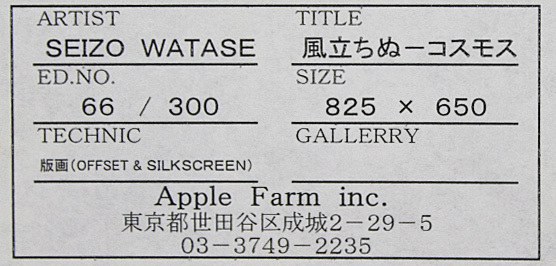 ARTIST TITLE
SEIZO WATASE 風立ちぬーコスモス
ED.NO. SIZE
66 / 300 825 × 650
TECHNIC GALLERRY
版画(OFFSET & SILKSCREEN)
Apple Farm inc.
東京都世田谷区成城2-29-5
03-3749-2235